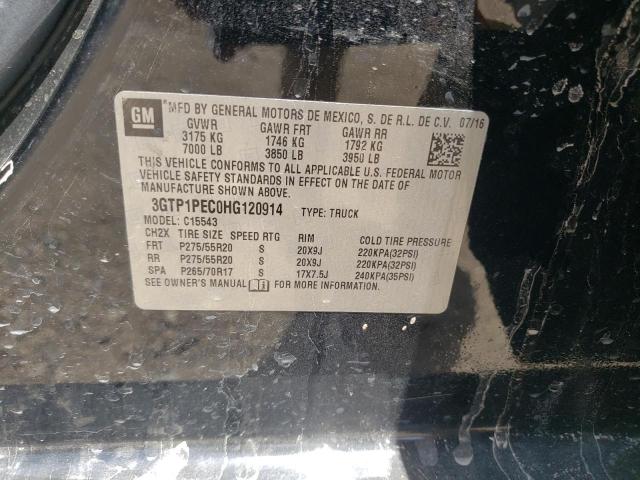 GM
MFD BY GENERAL MOTORS DE MEXICO, S. DE R.L. DE C.V. 07/16
GVWR GAWR FRT GAWR RR
3175 KG 1746 KG 1792 KG
7000 LB 3850 LB 3950 LB
THIS VEHICLE CONFORMS TO ALL APPLICABLE U.S. FEDERAL MOTOR
VEHICLE SAFETY STANDARDS IN EFFECT ON THE DATE OF
MANUFACTURE SHOWN ABOVE.
3GTP1PEC0HG120914 TYPE: TRUCK
MODEL: C15543
CH2X TIRE SIZE SPEED RTG RIM COLD TIRE PRESSURE
FRT P275/55R20 S 20X9J 220KPA(32PSI)
RR P275/55R20 S 20X9J 220KPA(32PSI)
SPA P265/70R17 S 17X7.5J 240KPA(35PSI)
SEE OWNER'S MANUAL FOR MORE INFORMATION.